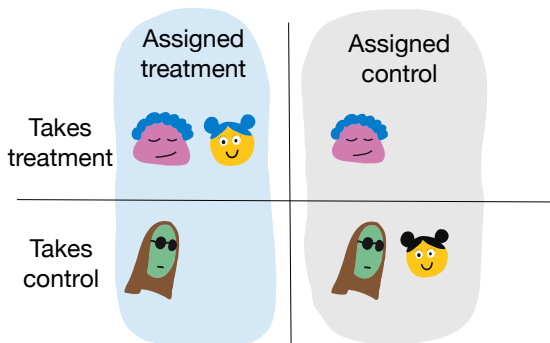 Assigned
treatment
Assigned
control
Takes
treatment
Takes
control